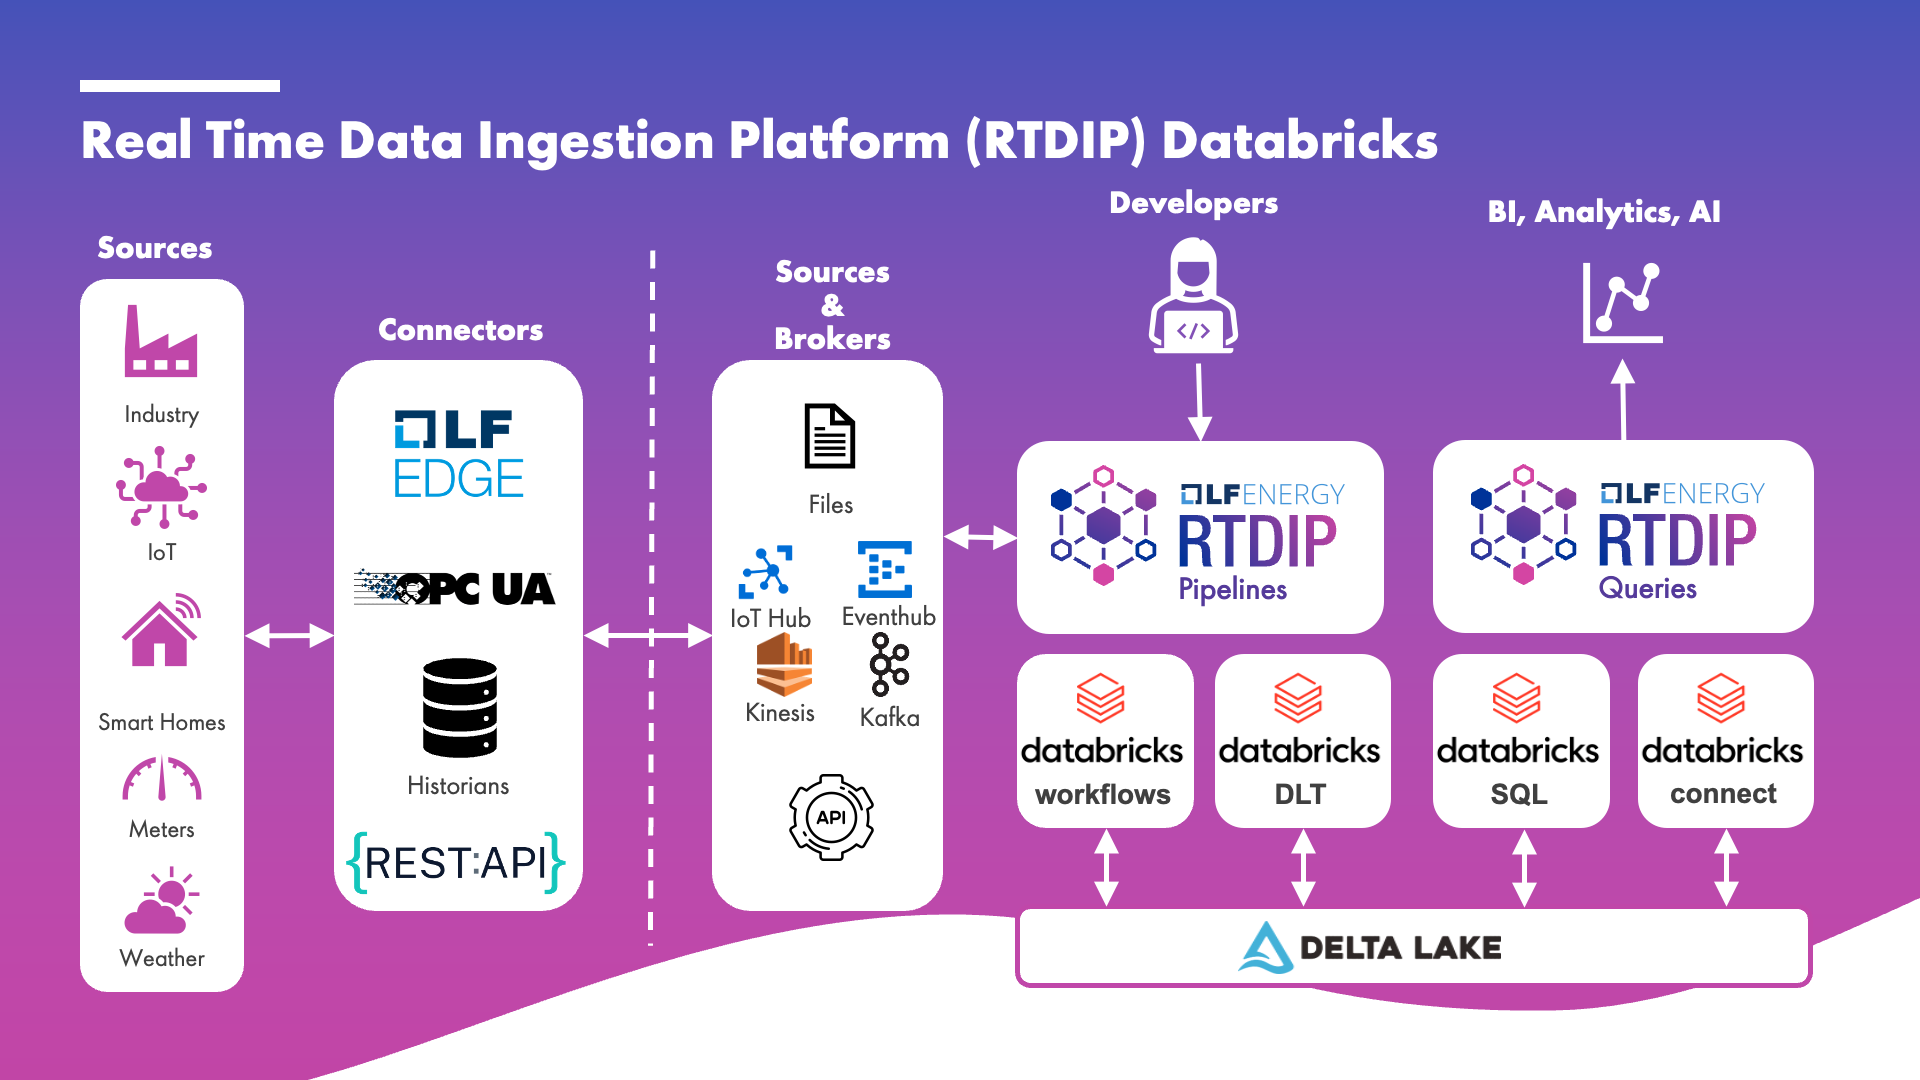 Real Time Data Ingestion Platform (RTDIP) Databricks
Sources
Industry
IoT
Smart Homes
Meters
Weather
Connectors
LF
EDGE
OPC UA
Historians
{REST:API}
Sources
&
Brokers
Files
IoT Hub
Eventhub
Kinesis
Kafka
API
Developers
</>
LFENERGY
RTDIP
Pipelines
databricks
workflows
databricks
DLT
BI, Analytics, AI
LFENERGY
RTDIP
Queries
databricks
SQL
databricks
connect
DELTA LAKE